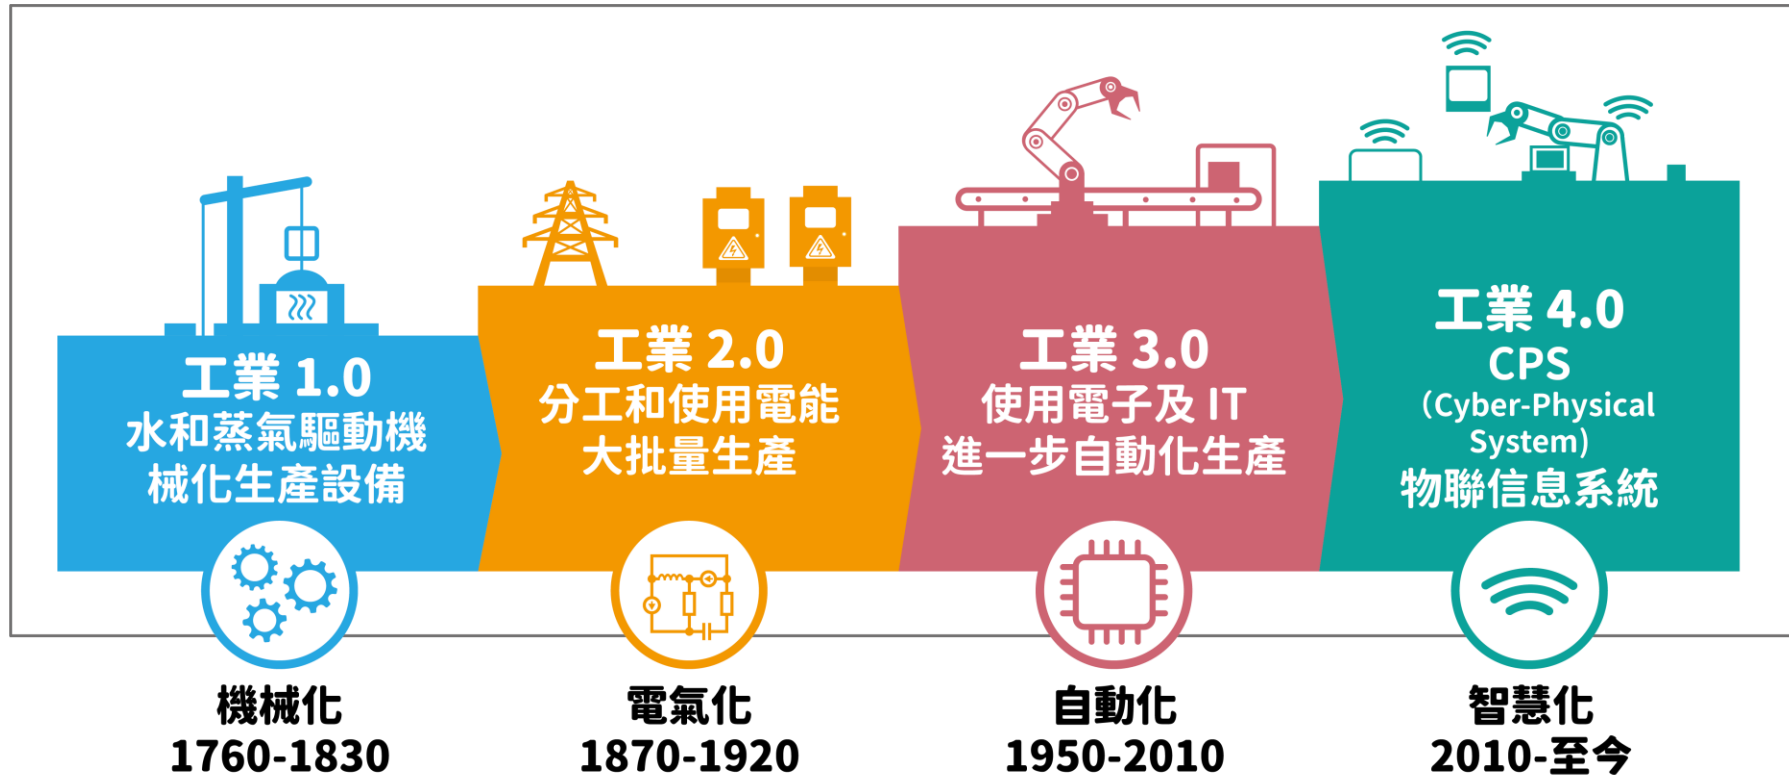 工業 1.0
水和蒸氣驅動機
械化生產設備
工業 2.0
分工和使用電能
大批量生產
工業 3.0
使用電子及 IT
進一步自動化生產
工業 4.0
CPS
（Cyber-Physical
System)
物聯信息系統
機械化
1760-1830
電氣化
1870-1920
自動化
1950-2010
智慧化
2010-至今